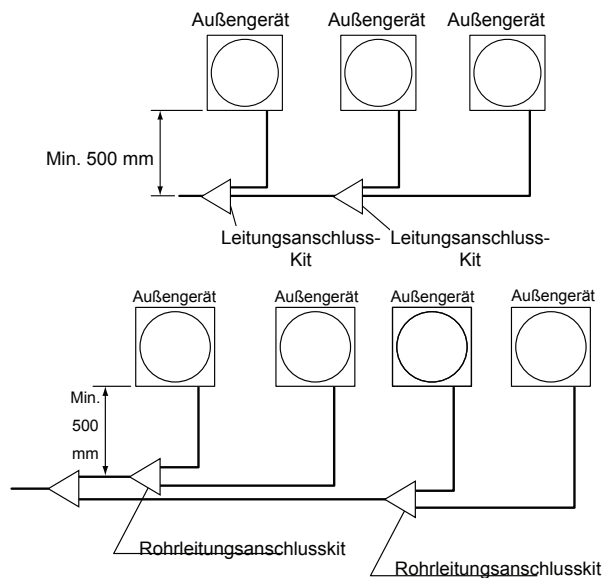 Außengerät Außengerät Außengerät
Min. 500 mm
Leitungsanschluss-
Kit
Leitungsanschluss-
Kit
Außengerät Außengerät Außengerät Außengerät
Min.
500
mm
Rohrleitungsanschlusskit
Rohrleitungsanschlusskit